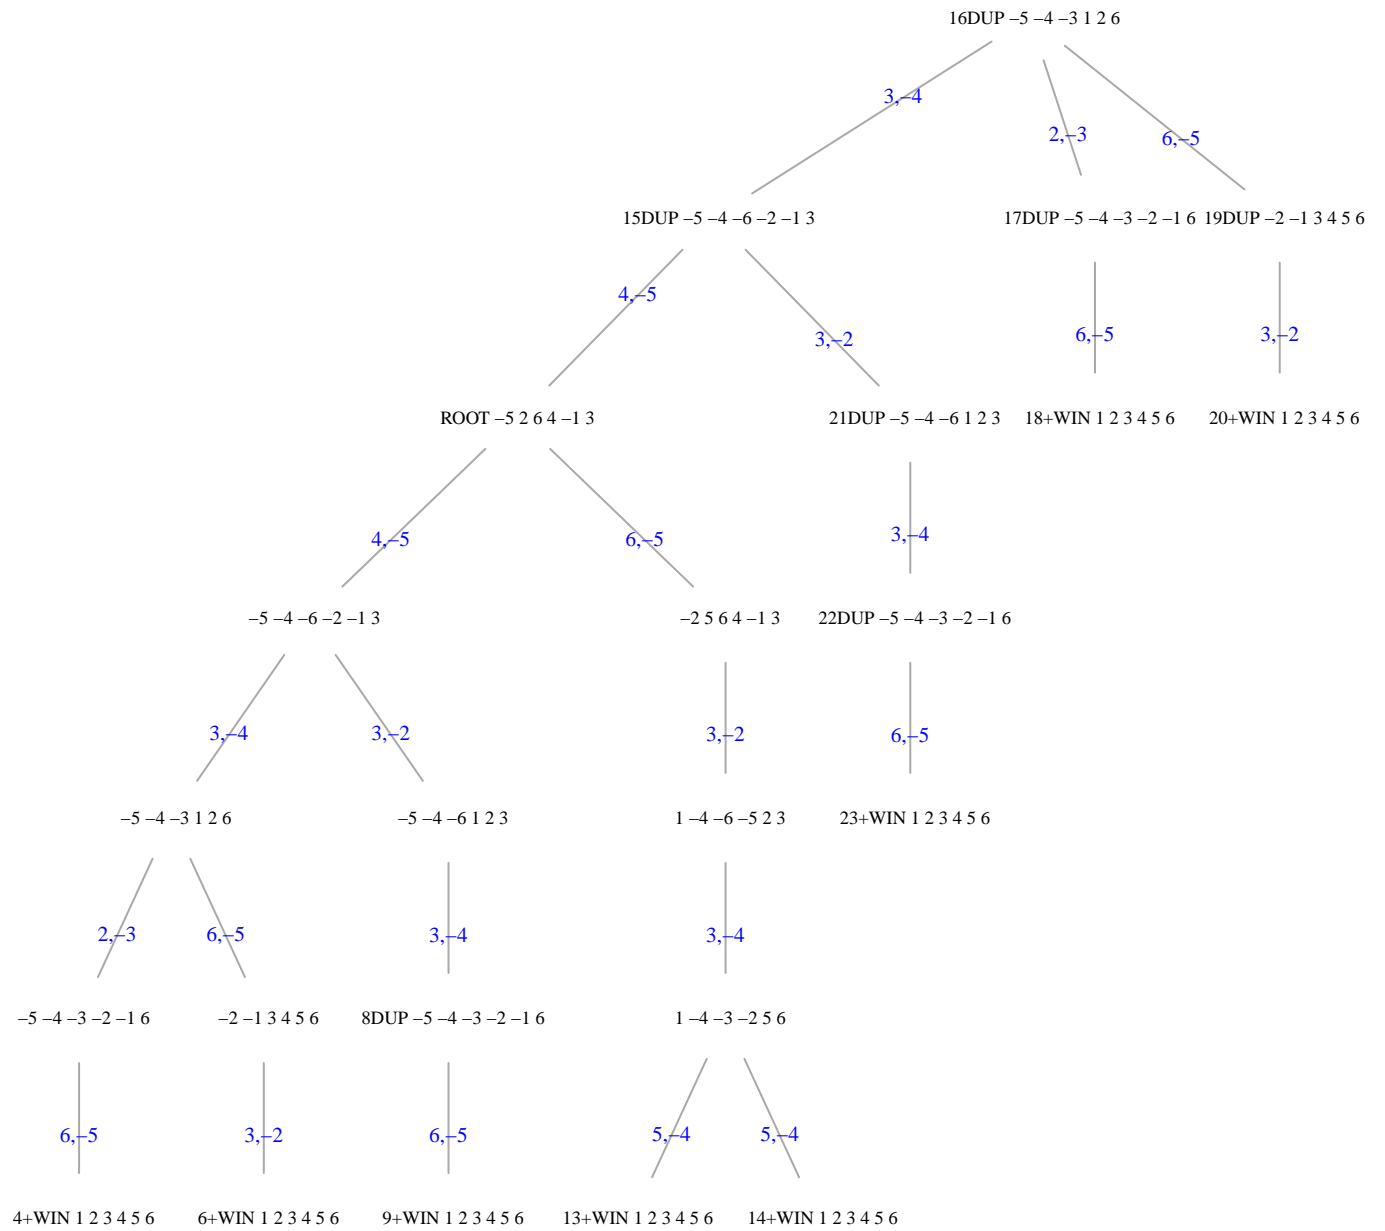 16DUP –5 –4 –3 1 2 6
3,–4
2,–3
6,–5
15DUP –5 –4 –6 –2 –1 3
17DUP –5 –4 –3 –2 –1 6
19DUP –2 –1 3 4 5 6
4,–5
3,–2
6,–5
3,–2
ROOT –5 2 6 4 –1 3
21DUP –5 –4 –6 1 2 3
18+WIN 1 2 3 4 5 6
20+WIN 1 2 3 4 5 6
4,–5
6,–5
3,–4
–5 –4 –6 –2 –1 3
–2 5 6 4 –1 3
22DUP –5 –4 –3 –2 –1 6
3,–4
3,–2
3,–2
6,–5
–5 –4 –3 1 2 6
–5 –4 –6 1 2 3
1 –4 –6 –5 2 3
23+WIN 1 2 3 4 5 6
2,–3
6,–5
3,–4
3,–4
–5 –4 –3 –2 –1 6
–2 –1 3 4 5 6
8DUP –5 –4 –3 –2 –1 6
1 –4 –3 –2 5 6
6,–5
3,–2
6,–5
5,–4
5,–4
4+WIN 1 2 3 4 5 6
6+WIN 1 2 3 4 5 6
9+WIN 1 2 3 4 5 6
13+WIN 1 2 3 4 5 6
14+WIN 1 2 3 4 5 6